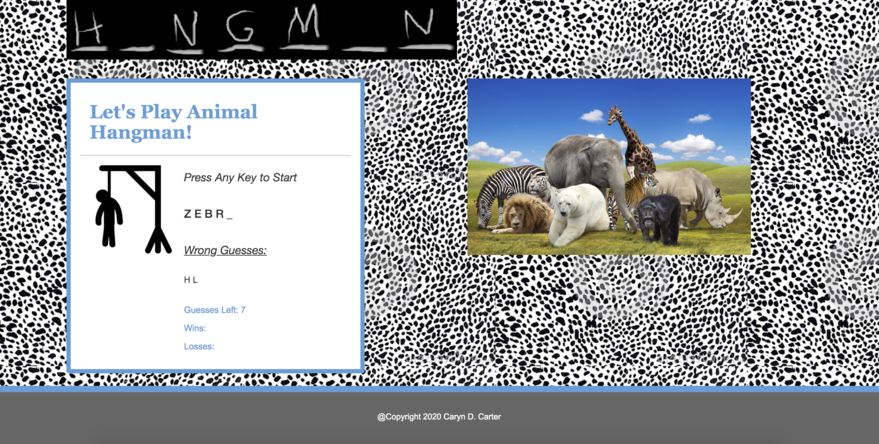 H _ N G M _ N
Let's Play Animal
Hangman!
Press Any Key to Start
Z E B R _
Wrong Guesses:
H L
Guesses Left: 7
Wins:
Losses:
@Copyright 2020 Caryn D. Carter